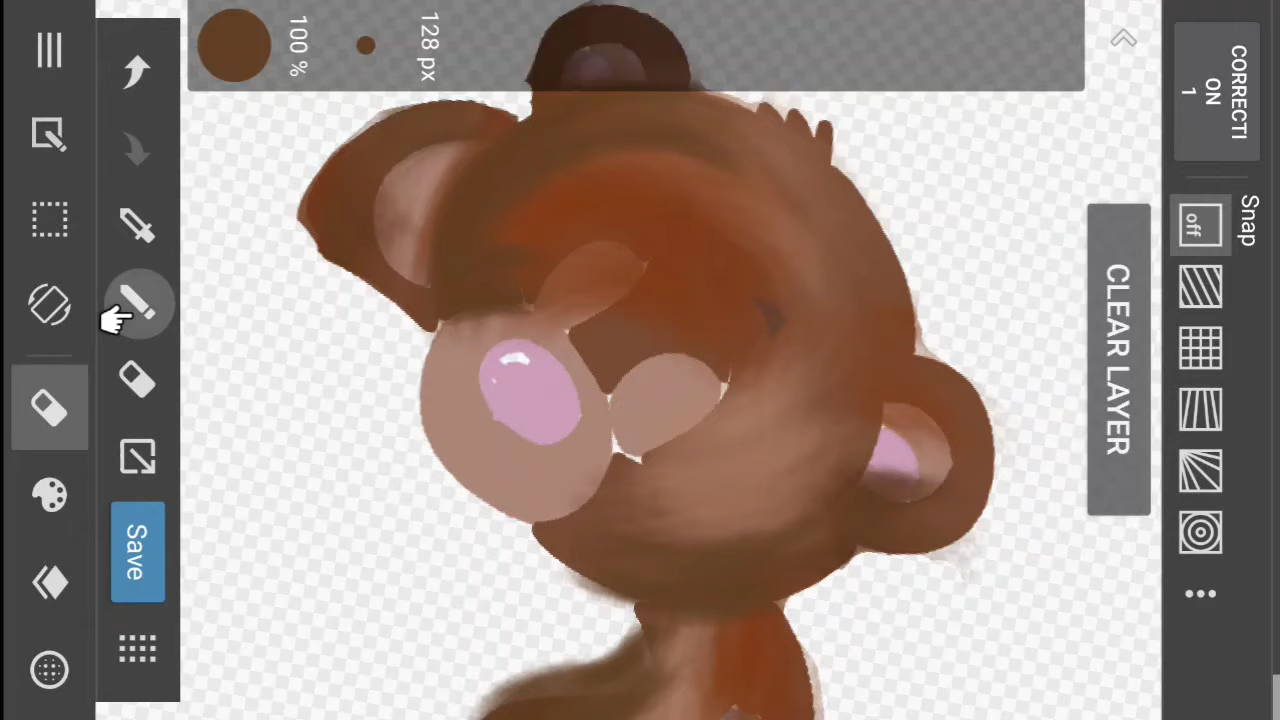 100 %
128 px
CORRECTI
ON
1
Snap
off
CLEAR LAYER
Save